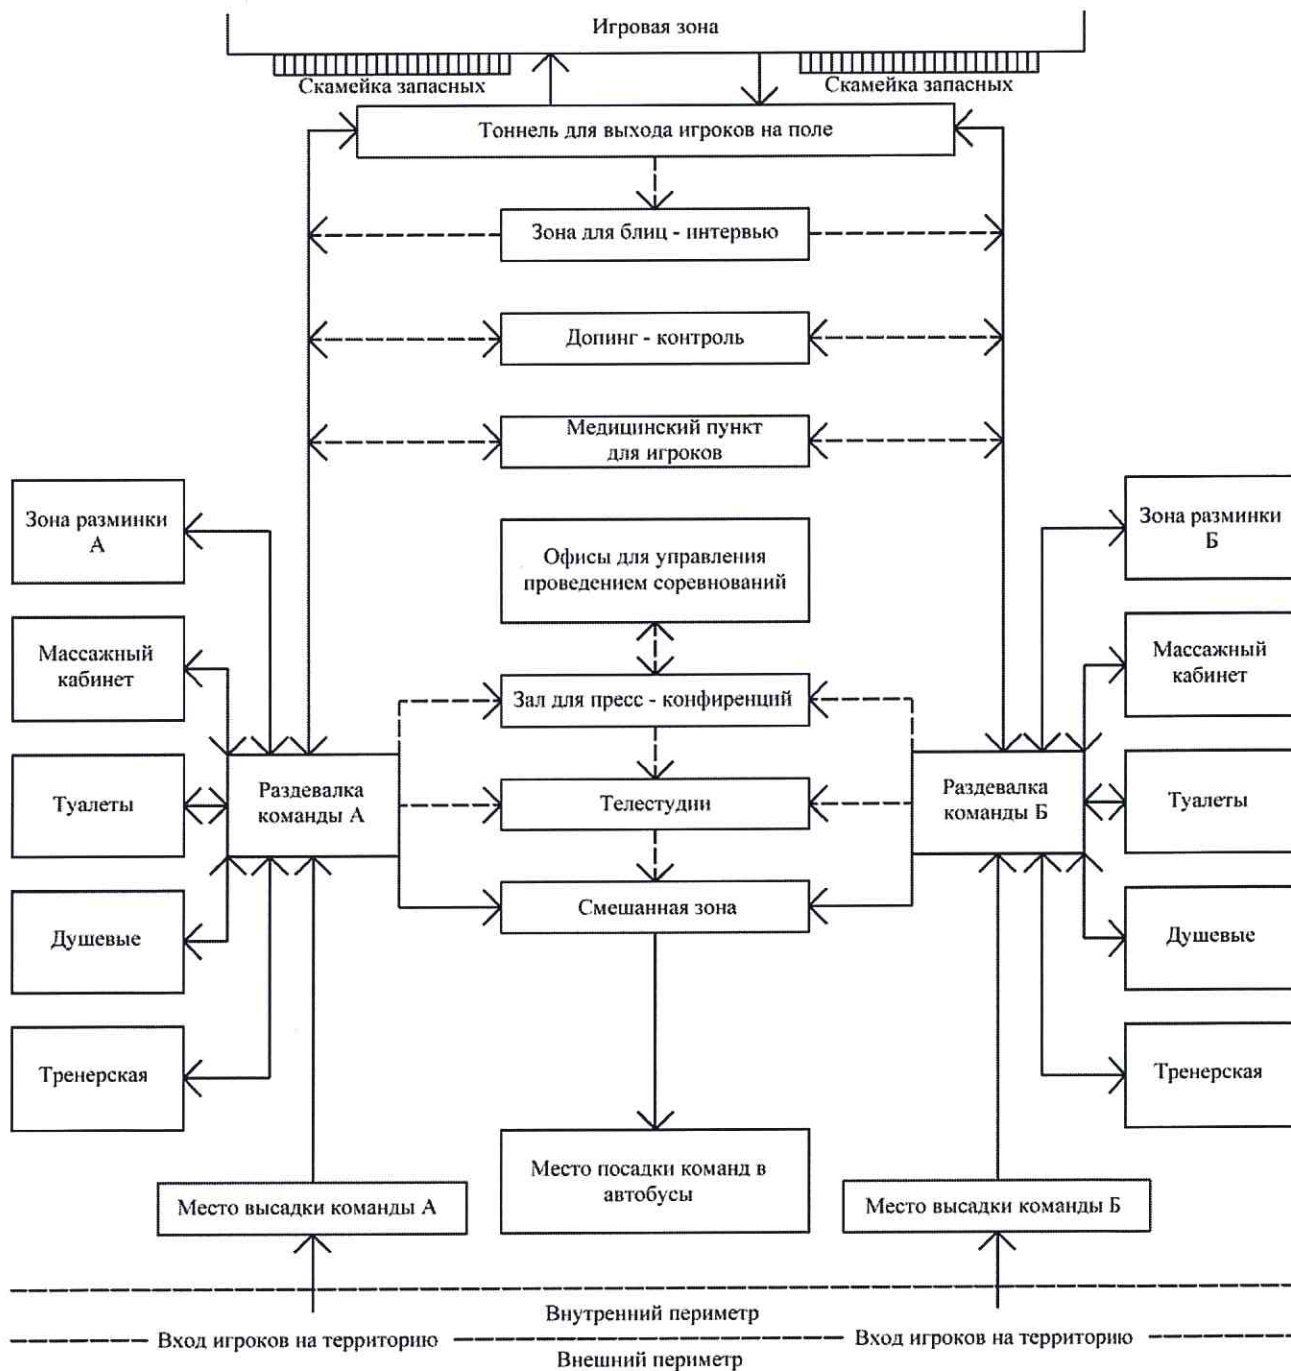 Игровая зона
Скамейка запасных
Скамейка запасных
Тоннель для выхода игроков на поле
Зона для блиц - интервью
Допинг - контроль
Медицинский пункт
для игроков
Зона разминки
А
Офисы для управления
проведением соревнований
Зона разминки
Б
Массажный
кабинет
Зал для пресс - конфиренций
Массажный
кабинет
Туалеты
Раздевалка
команды А
Телестудии
Раздевалка
команды Б
Туалеты
Душевые
Смешанная зона
Душевые
Тренерская
Тренерская
Место высадки команды А
Место посадки команд в
автобусы
Место высадки команды Б
Внутренний периметр
Вход игроков на территорию
Вход игроков на территорию
Внешний периметр